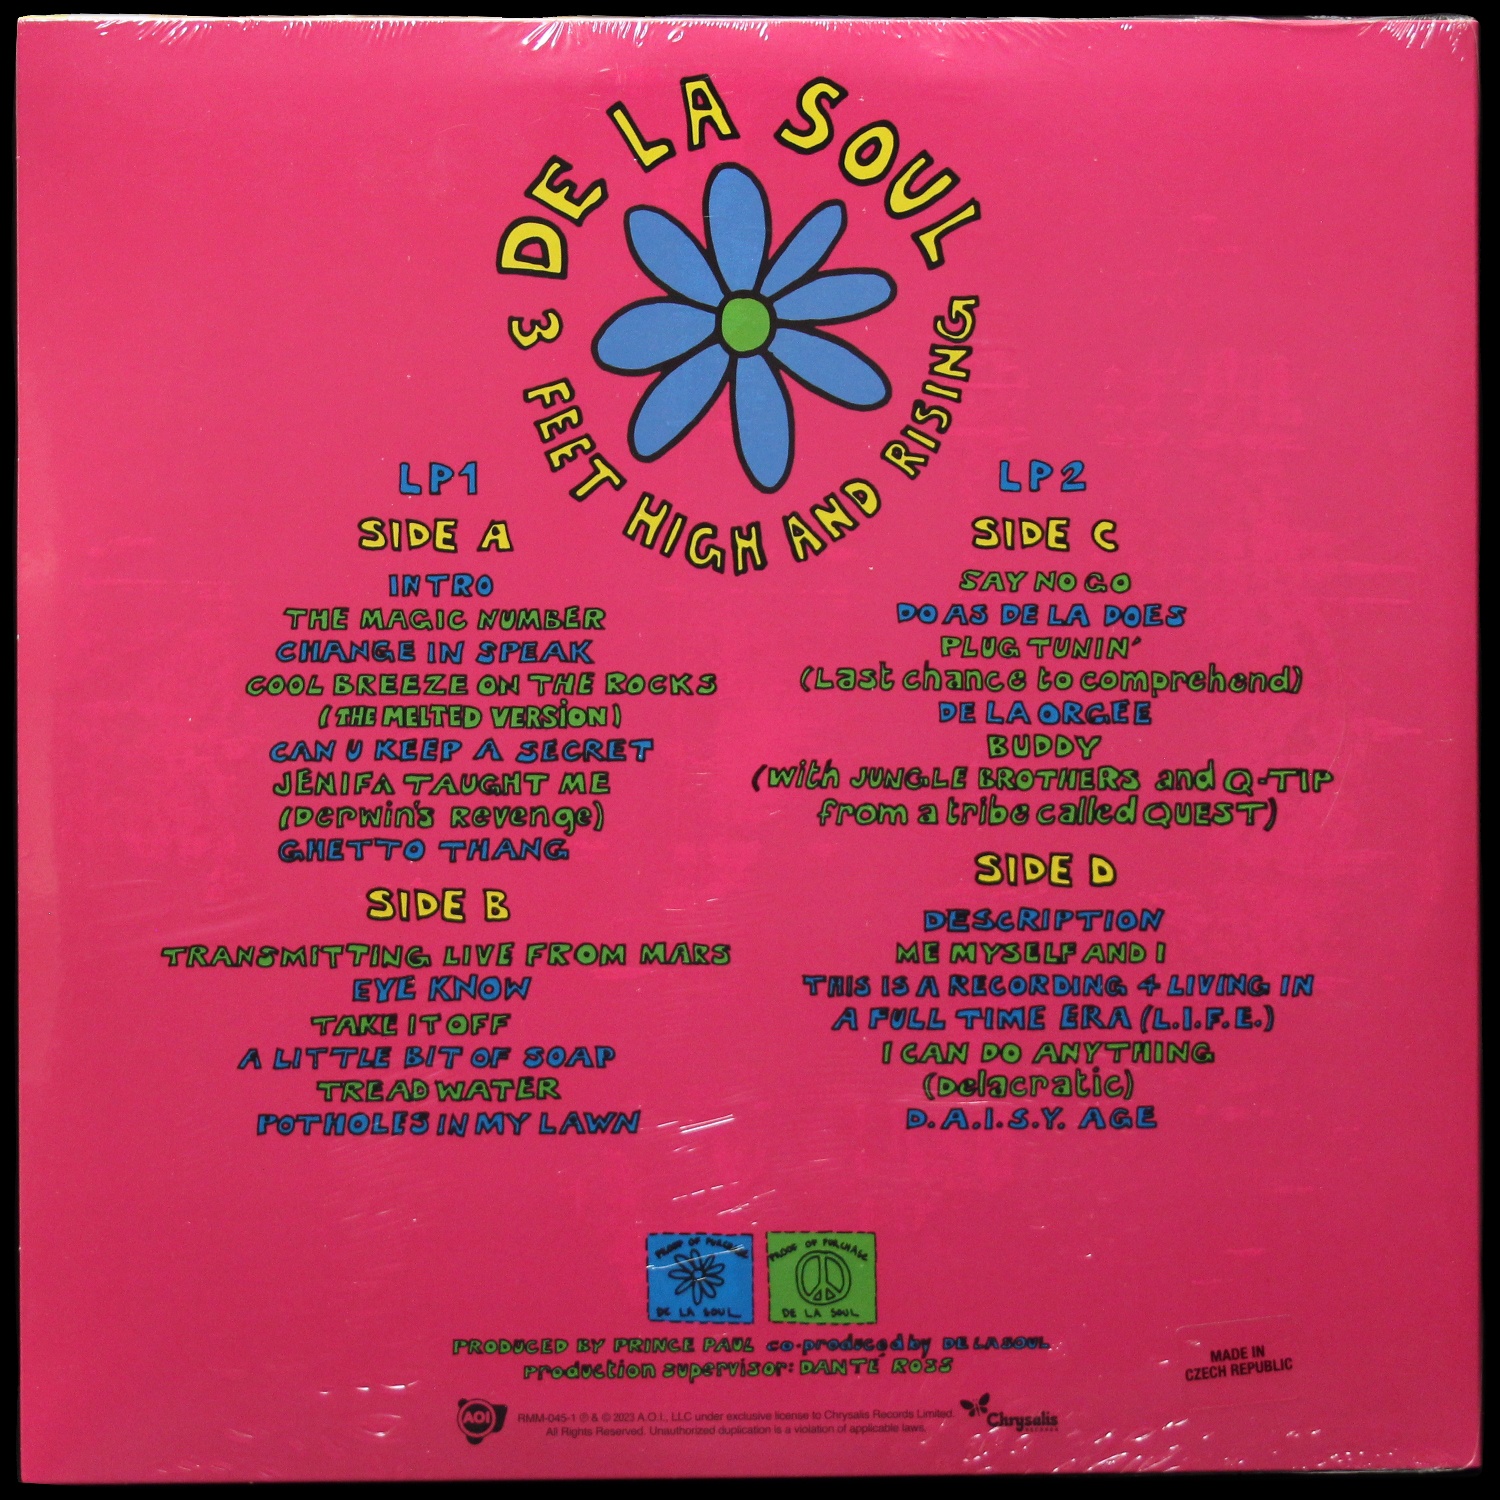 DE LA SOUL
3 FEET HIGH AND RISING
LP1
SIDE A
INTRO
THE MAGIC NUMBER
CHANGE IN SPEAK
COOL BREEZE ON THE ROCKS
(THE MELTED VERSION)
CAN U KEEP A SECRET
JENIFA TAUGHT ME
(Derwin's Revenge)
GHETTO THANG
SIDE B
TRANSMITTING LIVE FROM MARS
EYE KNOW
TAKE IT OFF
A LITTLE BIT OF SOAP
TREAD WATER
POTHOLES IN MY LAWN
LP2
SIDE C
SAY NO GO
DO AS DE LA DOES
PLUG TUNIN'
(Last chance to comprehend)
DE LA ORGEE
BUDDY
(with JUNGLE BROTHERS and Q-TIP
from a tribe called QUEST)
SIDE D
DESCRIPTION
ME MYSELF AND I
THIS IS A RECORDING 4 LIVING IN
A FULL TIME ERA (L.I.F.E.)
I CAN DO ANYTHING
(Delacratic)
D.A.I.S.Y. AGE
PROOF OF PURCHASE
DE LA SOUL
PROOF OF PURCHASE
DE LA SOUL
PRODUCED BY PRINCE PAUL co-produced by DE LA SOUL
Production supervisor: DANTÉ ROSS
MADE IN
CZECH REPUBLIC
AOI
RMM-045-1 ℗ & © 2023 A.O.I., LLC under exclusive license to Chrysalis Records Limited.
All Rights Reserved. Unauthorized duplication is a violation of applicable laws.
Chrysalis
RECORDS